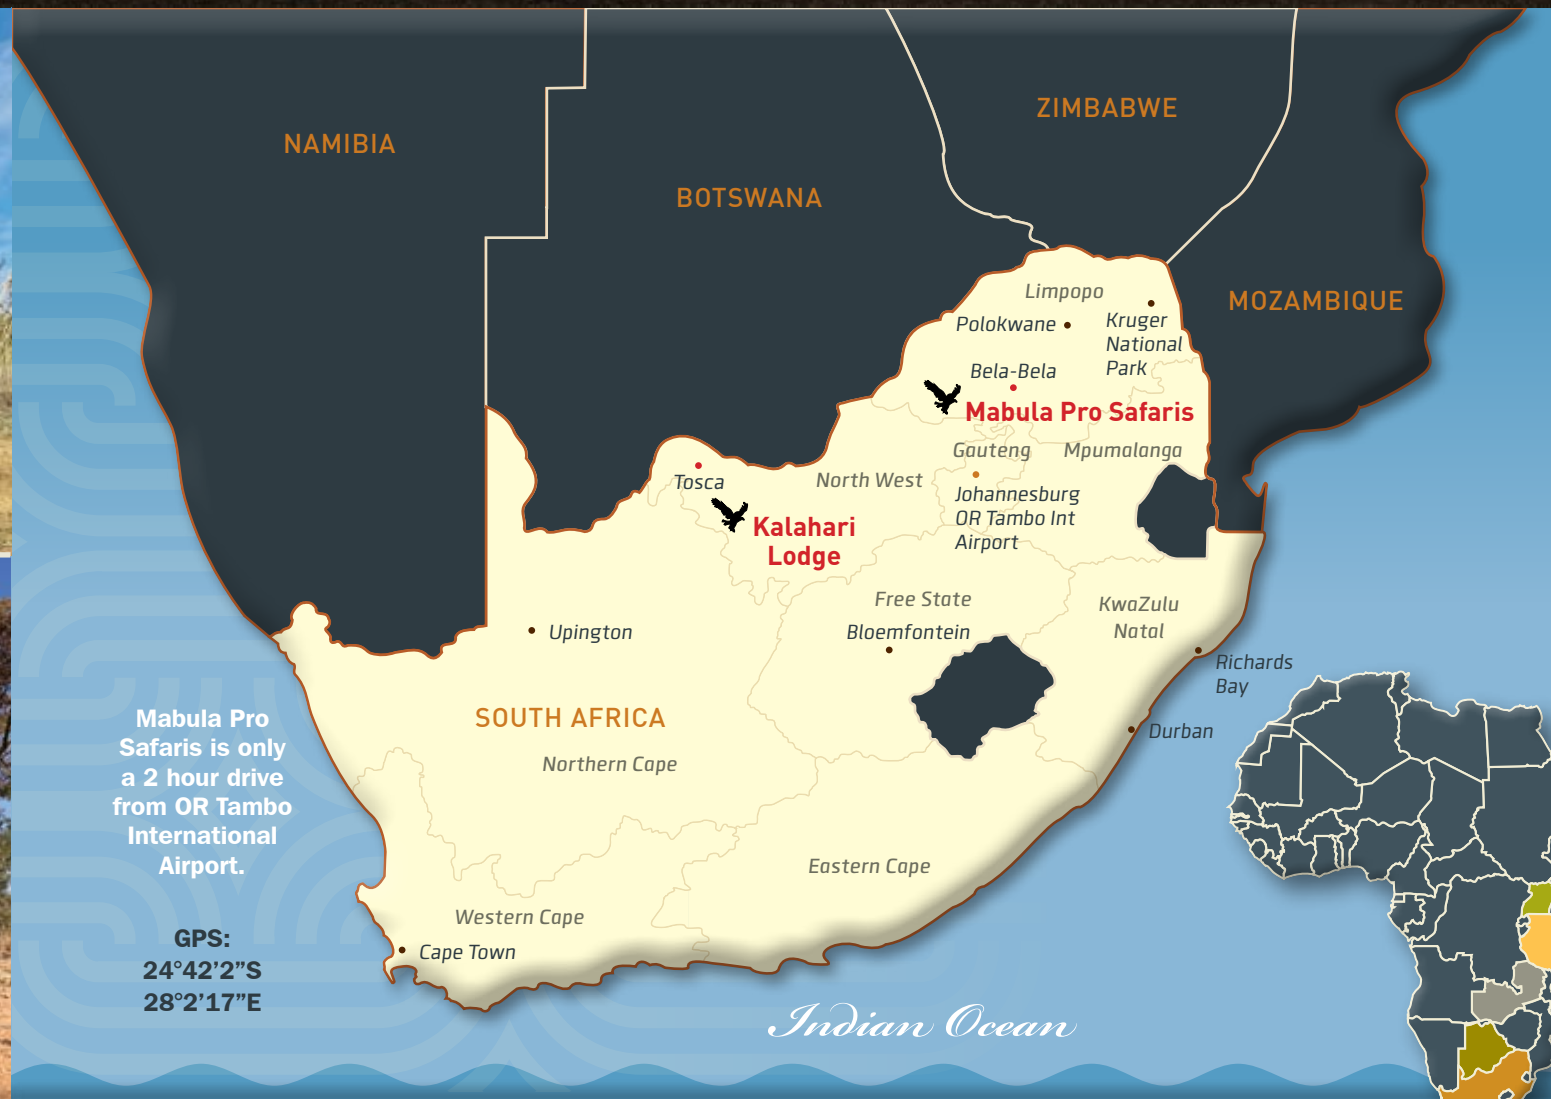 NAMIBIA
BOTSWANA
ZIMBABWE
MOZAMBIQUE
Limpopo
Polokwane
Kruger
National
Park
Bela-Bela
Mabula Pro Safaris
Gauteng
Mpumalanga
North West
Tosca
Johannesburg
OR Tambo Int
Airport
Kalahari
Lodge
Free State
Bloemfontein
KwaZulu
Natal
Upington
Richards
Bay
SOUTH AFRICA
Durban
Northern Cape
Eastern Cape
Western Cape
Cape Town
Mabula Pro
Safaris is only
a 2 hour drive
from OR Tambo
International
Airport.
GPS:
24°42’2”S
28°2’17”E
Indian Ocean